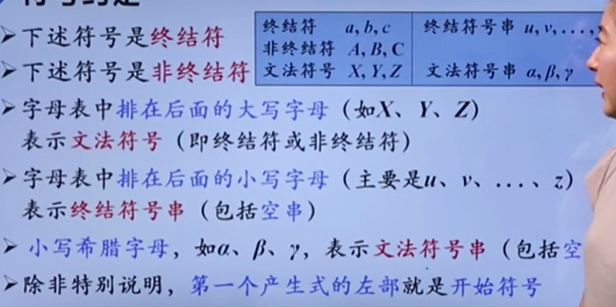 下述符号是终结符
下述符号是非终结符
终结符 a, b, c 终结符号串 u, v, . . . ,
非终结符 A, B, C
文法符号 X, Y, Z 文法符号串 α, β, γ
字母表中排在后面的大写字母（如X、Y、Z）
表示文法符号（即终结符或非终结符）
字母表中排在后面的小写字母（主要是u、v、. . .、z）
表示终结符号串（包括空串）
小写希腊字母，如α、β、γ，表示文法符号串（包括空
除非特别说明，第一个产生式的左部就是开始符号